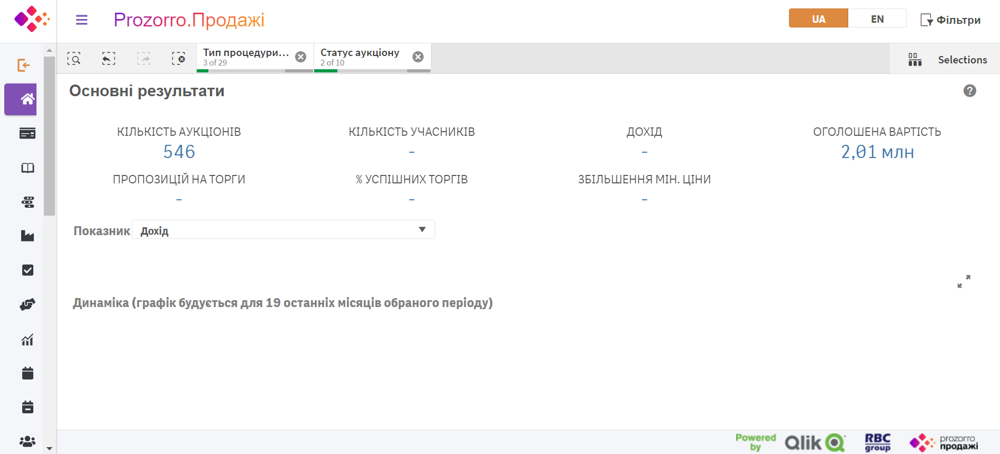 Prozorro.Продажі
UA
EN
Фільтри
Тип процедури...
3 of 29
Статус аукціону
2 of 10
Selections
Основні результати
КІЛЬКІСТЬ АУКЦІОНІВ
546
КІЛЬКІСТЬ УЧАСНИКІВ
-
ДОХІД
-
ОГОЛОШЕНА ВАРТІСТЬ
2,01 млн
ПРОПОЗИЦІЙ НА ТОРГИ
-
% УСПІШНИХ ТОРГІВ
-
ЗБІЛЬШЕННЯ МІН. ЦІНИ
-
Показник
Дохід
Динаміка (графік будується для 19 останніх місяців обраного періоду)
Powered
by
Qlik
RBC
group
prozorro
продажі